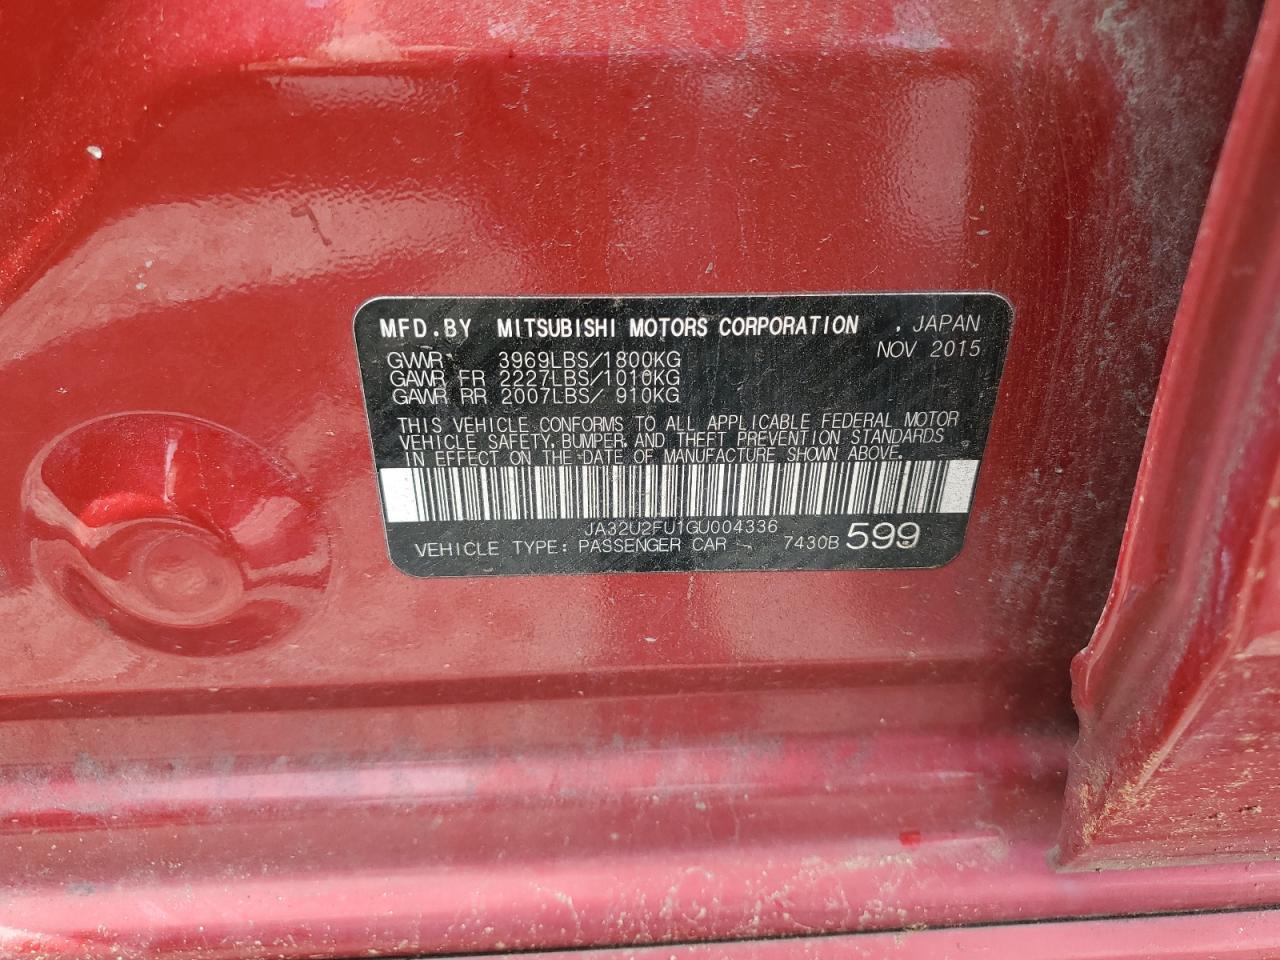 MFD.BY MITSUBISHI MOTORS CORPORATION , JAPAN
NOV 2015
GVWR 3969LBS/1800KG
GAWR FR 2227LBS/1010KG
GAWR RR 2007LBS/ 910KG
THIS VEHICLE CONFORMS TO ALL APPLICABLE FEDERAL MOTOR
VEHICLE SAFETY, BUMPER, AND THEFT PREVENTION STANDARDS
IN EFFECT ON THE DATE OF MANUFACTURE SHOWN ABOVE.
JA32U2FU1GU004336
VEHICLE TYPE: PASSENGER CAR 7430B 599